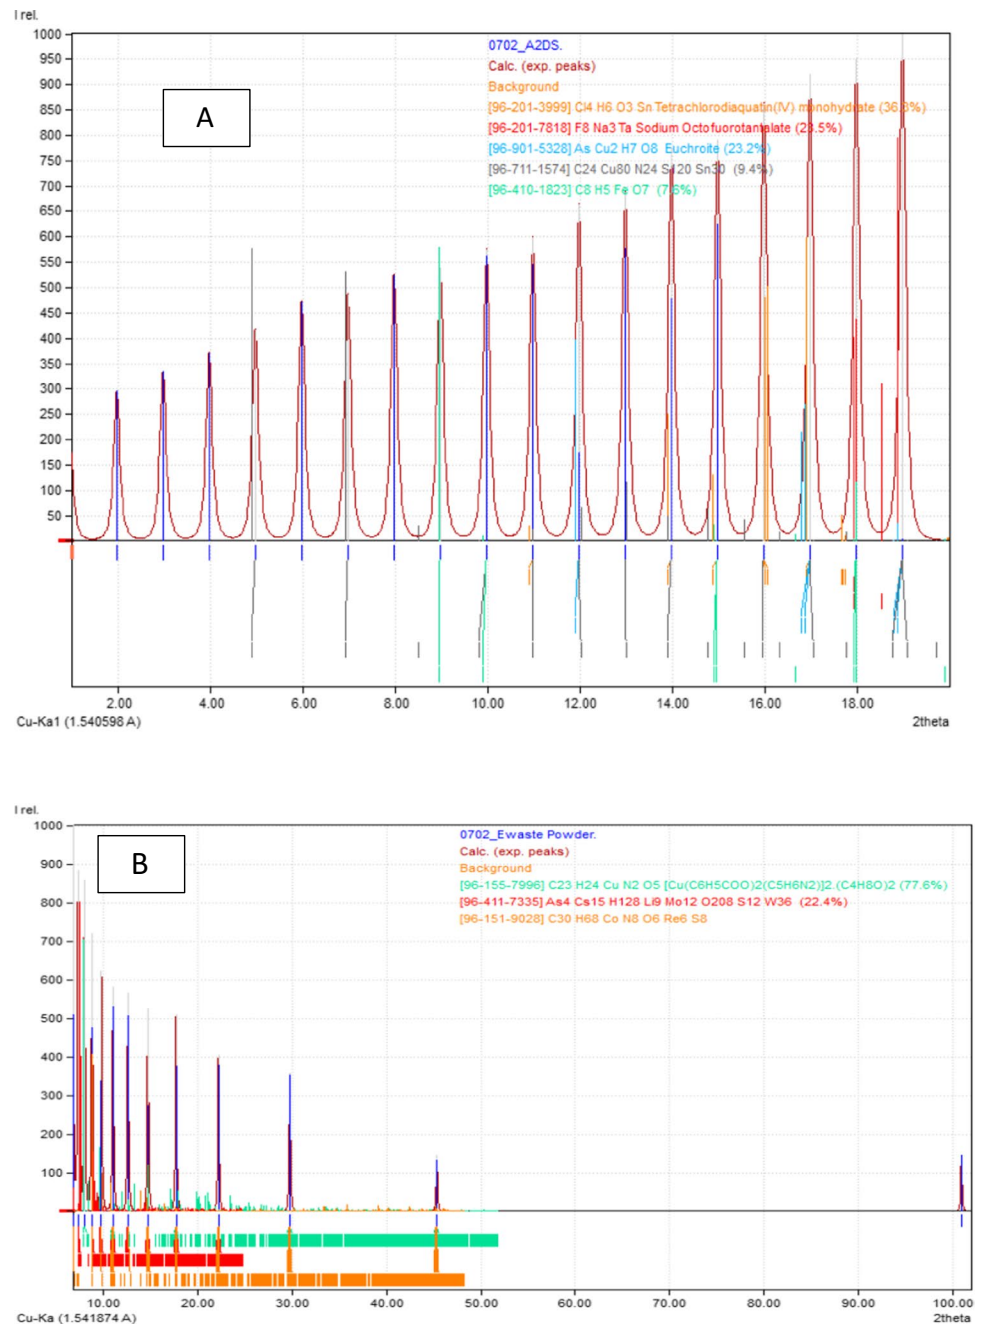 I rel.
1000
950
900
850
800
750
700
650
600
550
500
450
400
350
300
250
200
150
100
50
A
0702_A2DS.
Calc. (exp. peaks)
Background
[96-201-3999] Cl4 H6 O3 Sn Tetrachlorodiaquatin(IV) monohydrate (36.3%)
[96-201-7818] F8 Na3 Ta Sodium Octofuorotantalate (23.5%)
[96-901-5328] As Cu2 H7 O8 Euchroite (23.2%)
[96-711-1574] C24 Cu80 N24 S120 Sn30 (9.4%)
[96-410-1823] C8 H5 Fe O7 (7.6%)
2.00 4.00 6.00 8.00 10.00 12.00 14.00 16.00 18.00
Cu-Ka1 (1.540598 A) 2theta
I rel.
1000
900
800
700
600
500
400
300
200
100
B
0702_Ewaste Powder.
Calc. (exp. peaks)
Background
[96-155-7996] C23 H24 Cu N2 O5 [Cu(C6H5COO)2(C5H6N2)]2.(C4H8O)2 (77.6%)
[96-411-7335] As4 Cs15 H128 Li9 Mo12 O208 S12 W36 (22.4%)
[96-151-9028] C30 H68 Co N8 O6 Re6 S8
10.00 20.00 30.00 40.00 50.00 60.00 70.00 80.00 90.00 100.00
Cu-Ka (1.541874 A) 2theta